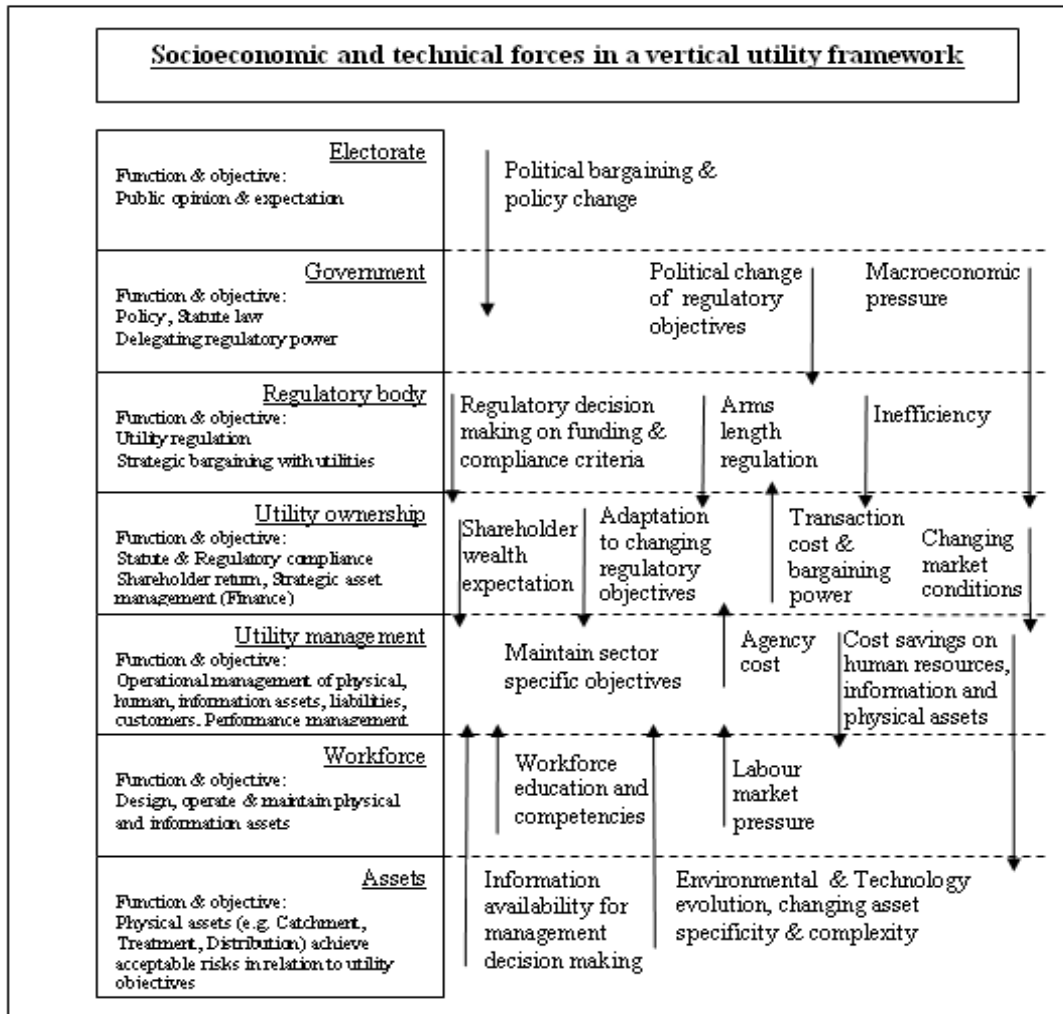 Socioeconomic and technical forces in a vertical utility framework
Electorate
Function & objective:
Public opinion & expectation
Political bargaining &
policy change
Government
Function & objective:
Policy, Statute law
Delegating regulatory power
Political change
of regulatory
objectives
Macroeconomic
pressure
Regulatory body
Function & objective:
Utility regulation
Strategic bargaining with utilities
Regulatory decision
making on funding &
compliance criteria
Arms
length
regulation
Inefficiency
Utility ownership
Function & objective:
Statute & Regulatory compliance
Shareholder return, Strategic asset
management (Finance)
Shareholder
wealth
expectation
Adaptation
to changing
regulatory
objectives
Transaction
cost &
bargaining
power
Changing
market
conditions
Utility management
Function & objective:
Operational management of physical,
human, information assets, liabilities,
customers. Performance management
Maintain sector
specific objectives
Agency
cost
Cost savings on
human resources,
information and
physical assets
Workforce
Function & objective:
Design, operate & maintain physical
and information assets
Workforce
education and
competencies
Labour
market
pressure
Assets
Function & objective:
Physical assets (e.g. Catchment,
Treatment, Distribution) achieve
acceptable risks in relation to utility
objectives
Information
availability for
management
decision making
Environmental & Technology
evolution, changing asset
specificity & complexity